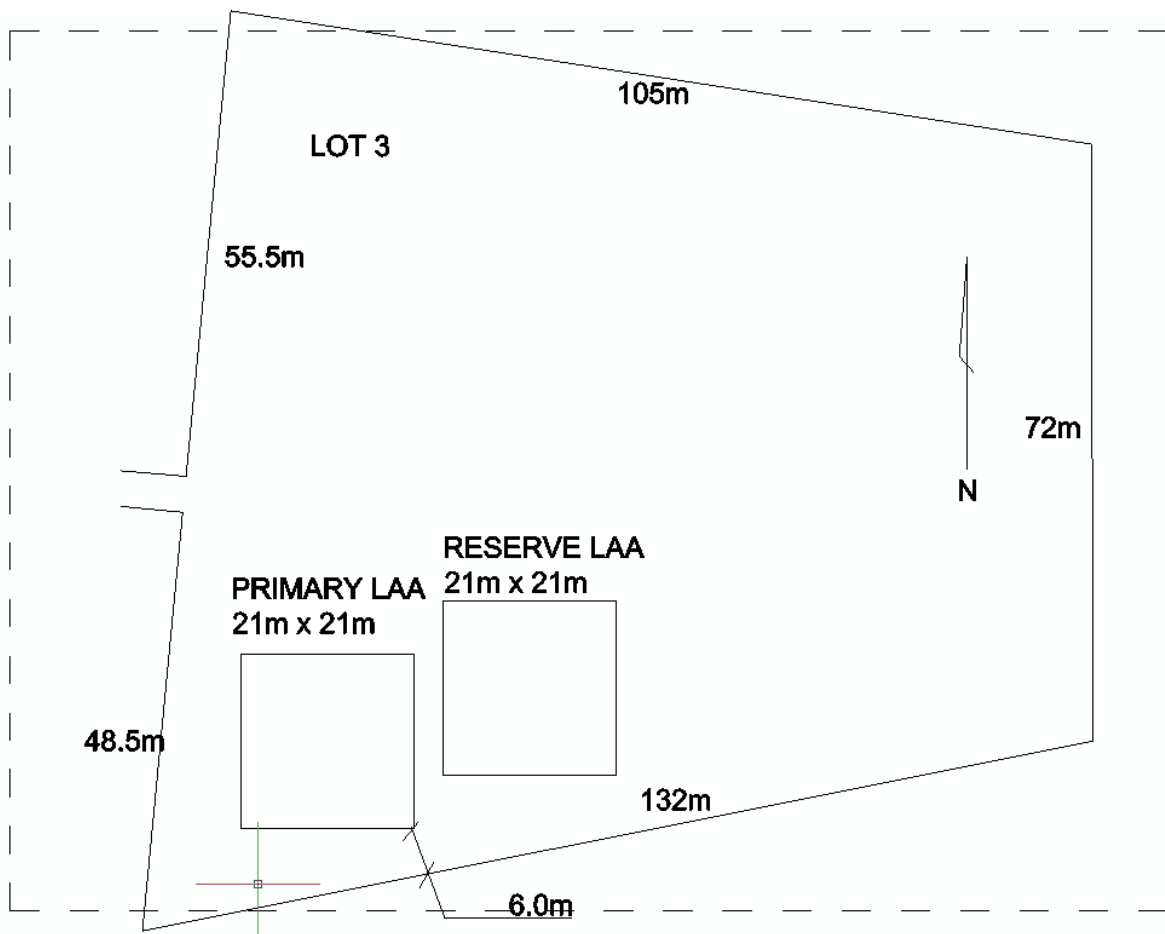 105m
LOT 3
55.5m
72m
N
RESERVE LAA
21m x 21m
PRIMARY LAA
21m x 21m
48.5m
132m
6.0m